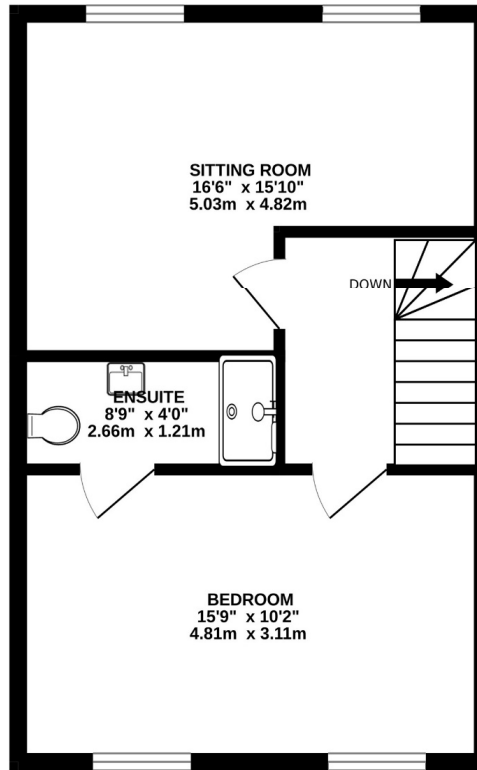 SITTING ROOM
16'6" x 15'10"
5.03m x 4.82m
DOWN
ENSUITE
8'9" x 4'0"
2.66m x 1.21m
BEDROOM
15'9" x 10'2"
4.81m x 3.11m